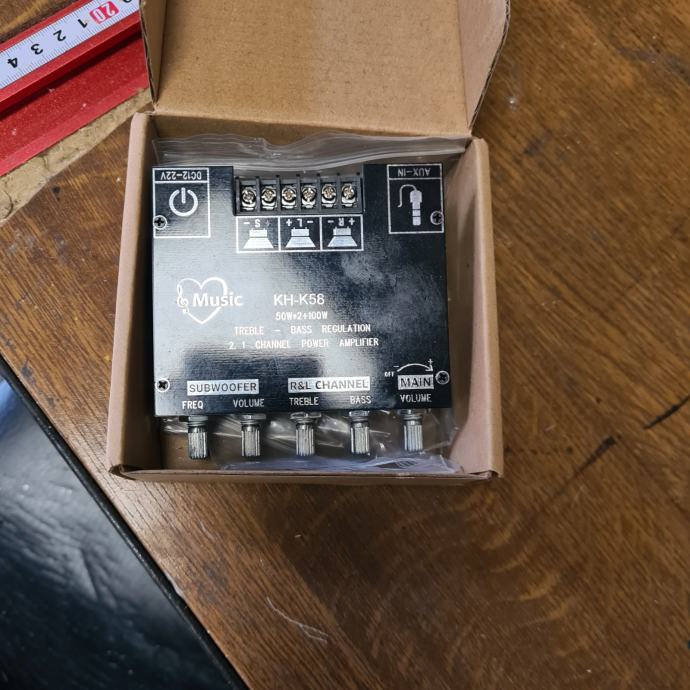 20 1 2 3 4
DC12-22V
AUX-IN
- S +
- L +
- R +
Music
KH-K58
50W*2+100W
TREBLE - BASS REGULATION
2.1 CHANNEL POWER AMPLIFIER
OFF - +
SUBWOOFER R&L CHANNEL MAIN
FREQ VOLUME TREBLE BASS VOLUME